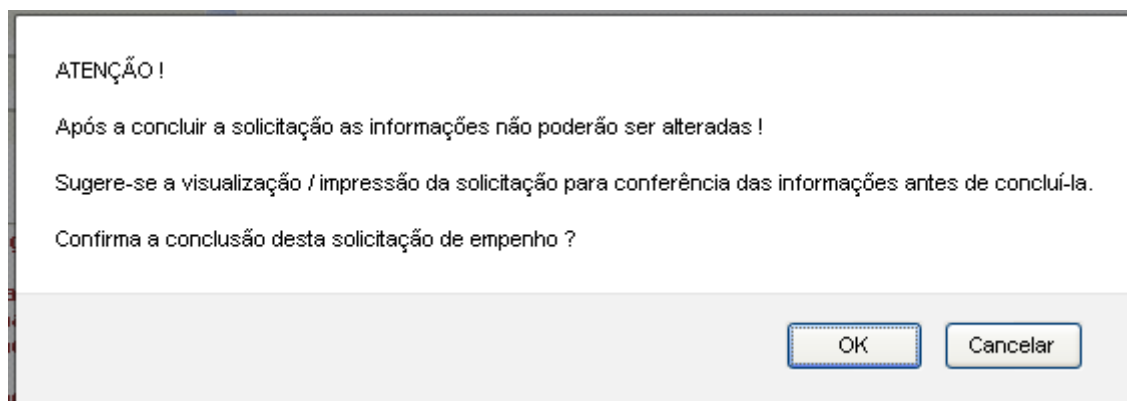 ATENÇÃO !
Após a concluir a solicitação as informações não poderão ser alteradas !
Sugere-se a visualização / impressão da solicitação para conferência das informações antes de concluí-la.
Confirma a conclusão desta solicitação de empenho ?
OK
Cancelar